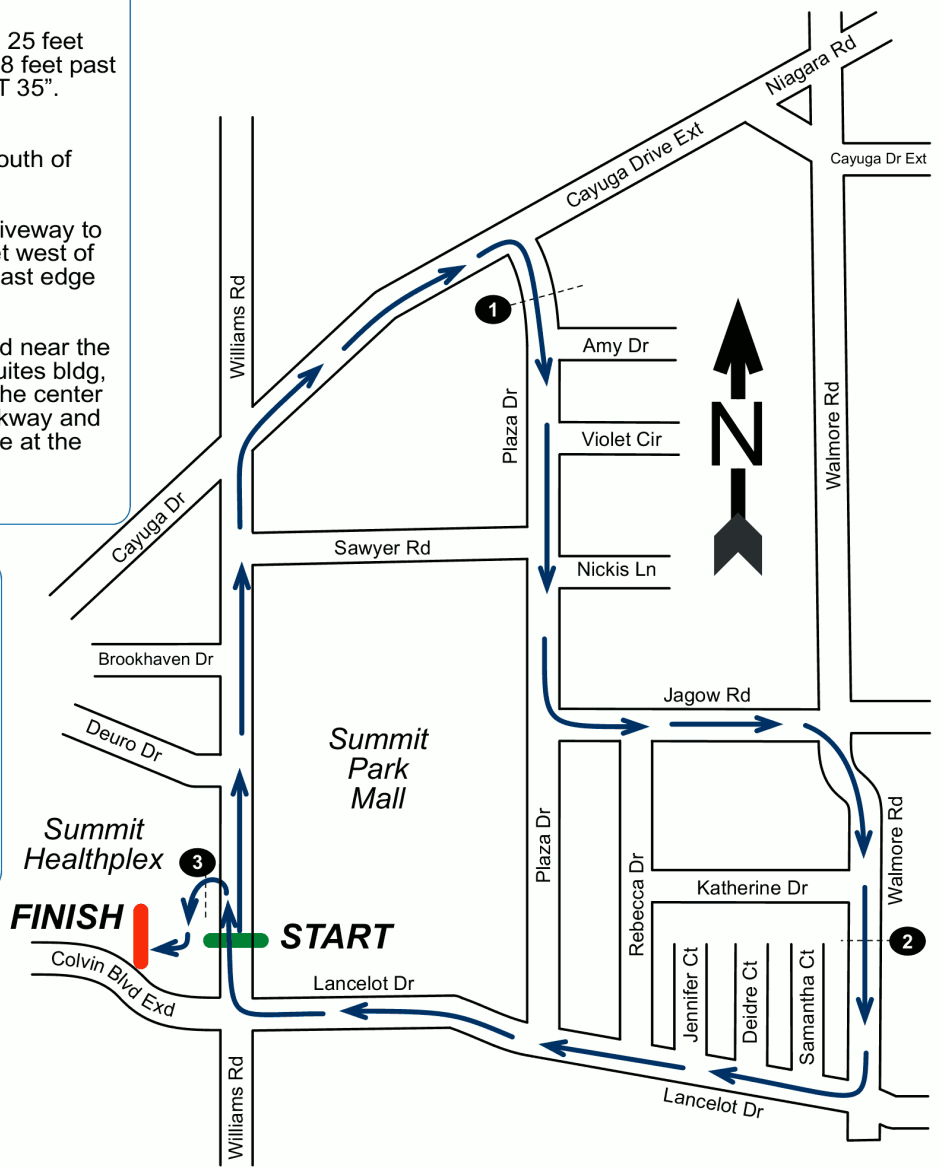 25 feet
8 feet past
T 35”.
outh of
iveway to
t west of
ast edge
d near the
uites bldg,
he center
kway and
e at the
Niagara Rd
Cayuga Drive Ext
Cayuga Dr Ext
Williams Rd
1
Amy Dr
Plaza Dr
Violet Cir
N
Walmore Rd
Cayuga Dr
Sawyer Rd
Nickis Ln
Brookhaven Dr
Jagow Rd
Deuro Dr
Summit
Park
Mall
Summit
Healthplex
3
Plaza Dr
Rebecca Dr
Walmore Rd
Katherine Dr
FINISH
START
2
Colvin Blvd Exd
Lancelot Dr
Jennifer Ct
Deidre Ct
Samantha Ct
Williams Rd
Lancelot Dr